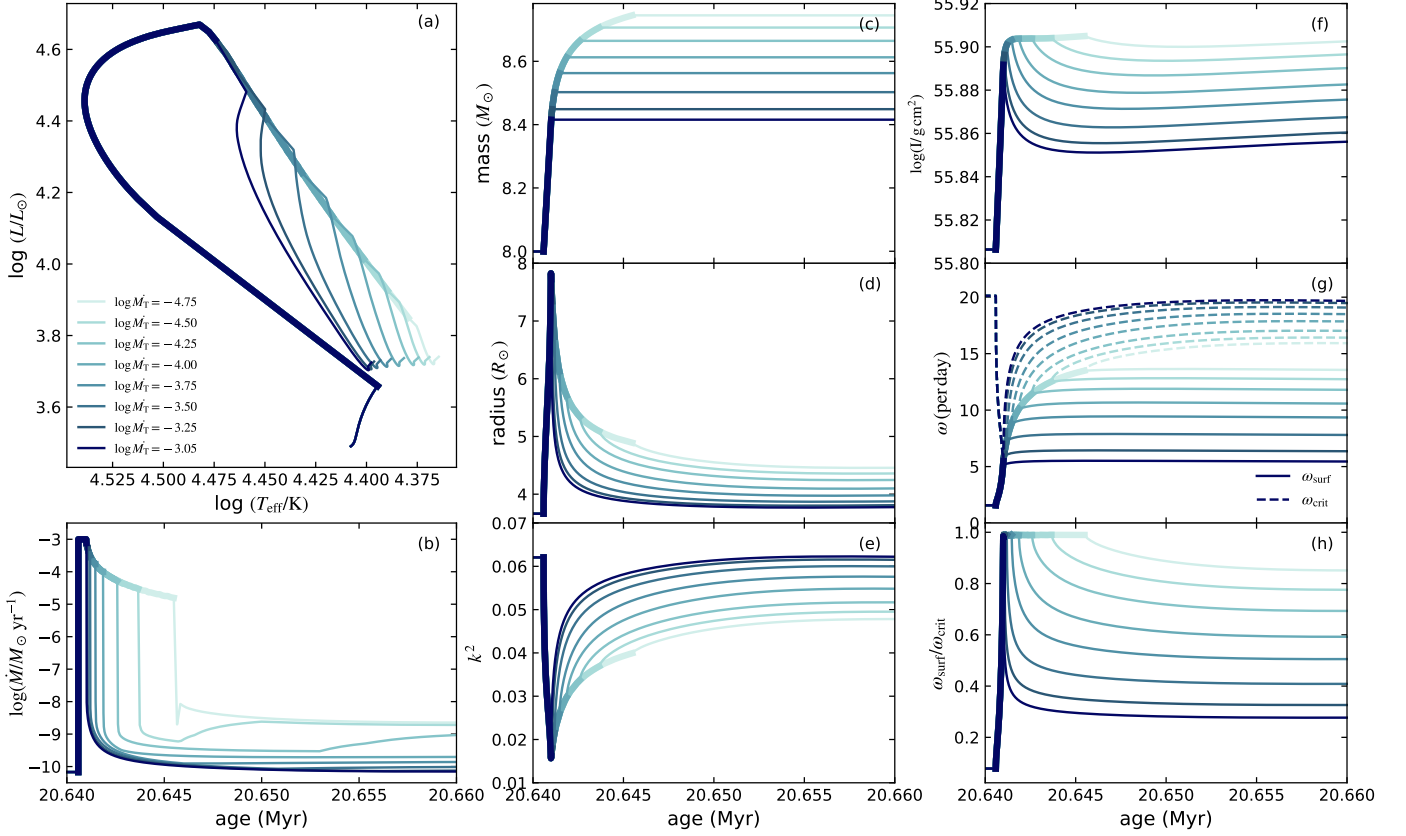 (a)
4.6
4.4
4.2
4.0
3.8
3.6
log (L/L⊙)
log Ṁ_T = −4.75
log Ṁ_T = −4.50
log Ṁ_T = −4.25
log Ṁ_T = −4.00
log Ṁ_T = −3.75
log Ṁ_T = −3.50
log Ṁ_T = −3.25
log Ṁ_T = −3.05
4.525 4.500 4.475 4.450 4.425 4.400 4.375
log (T_eff/K)
(b)
−3
−4
−5
−6
−7
−8
−9
−10
log(Ṁ/M⊙ yr⁻¹)
20.640 20.645 20.650 20.655 20.660
age (Myr)
(c)
8.6
8.4
8.2
8.0
mass (M⊙)
(d)
8
7
6
5
4
radius (R⊙)
(e)
0.07
0.06
0.05
0.04
0.03
0.02
0.01
k²
20.640 20.645 20.650 20.655 20.660
age (Myr)
(f)
55.92
55.90
55.88
55.86
55.84
55.82
55.80
log(I/g cm²)
(g)
20
15
10
5
0
ω (per day)
ω_surf
ω_crit
(h)
1.0
0.8
0.6
0.4
0.2
ω_surf/ω_crit
20.640 20.645 20.650 20.655 20.660
age (Myr)